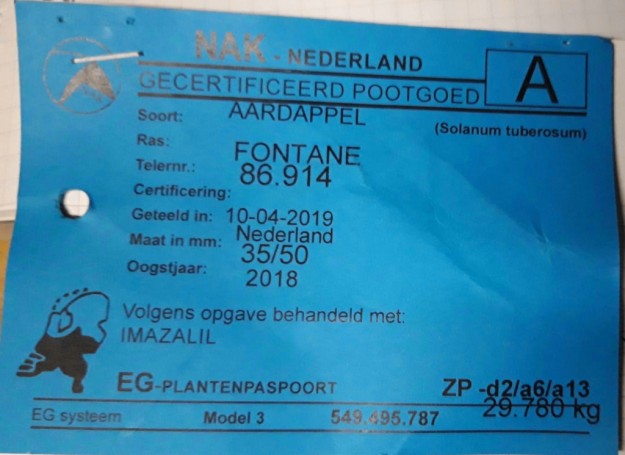 NAK - NEDERLAND
A
GECERTIFICEERD POOTGOED
Soort: AARDAPPEL
(Solanum tuberosum)
Ras: FONTANE
Telernr.: 86.914
Certificering: 10-04-2019
Geteeld in: Nederland
Maat in mm: 35/50
Oogstjaar: 2018
Volgens opgave behandeld met:
IMAZALIL
EG-PLANTENPASPOORT ZP -d2/a6/a13
29.780 kg
EG systeem Model 3 549.495.787